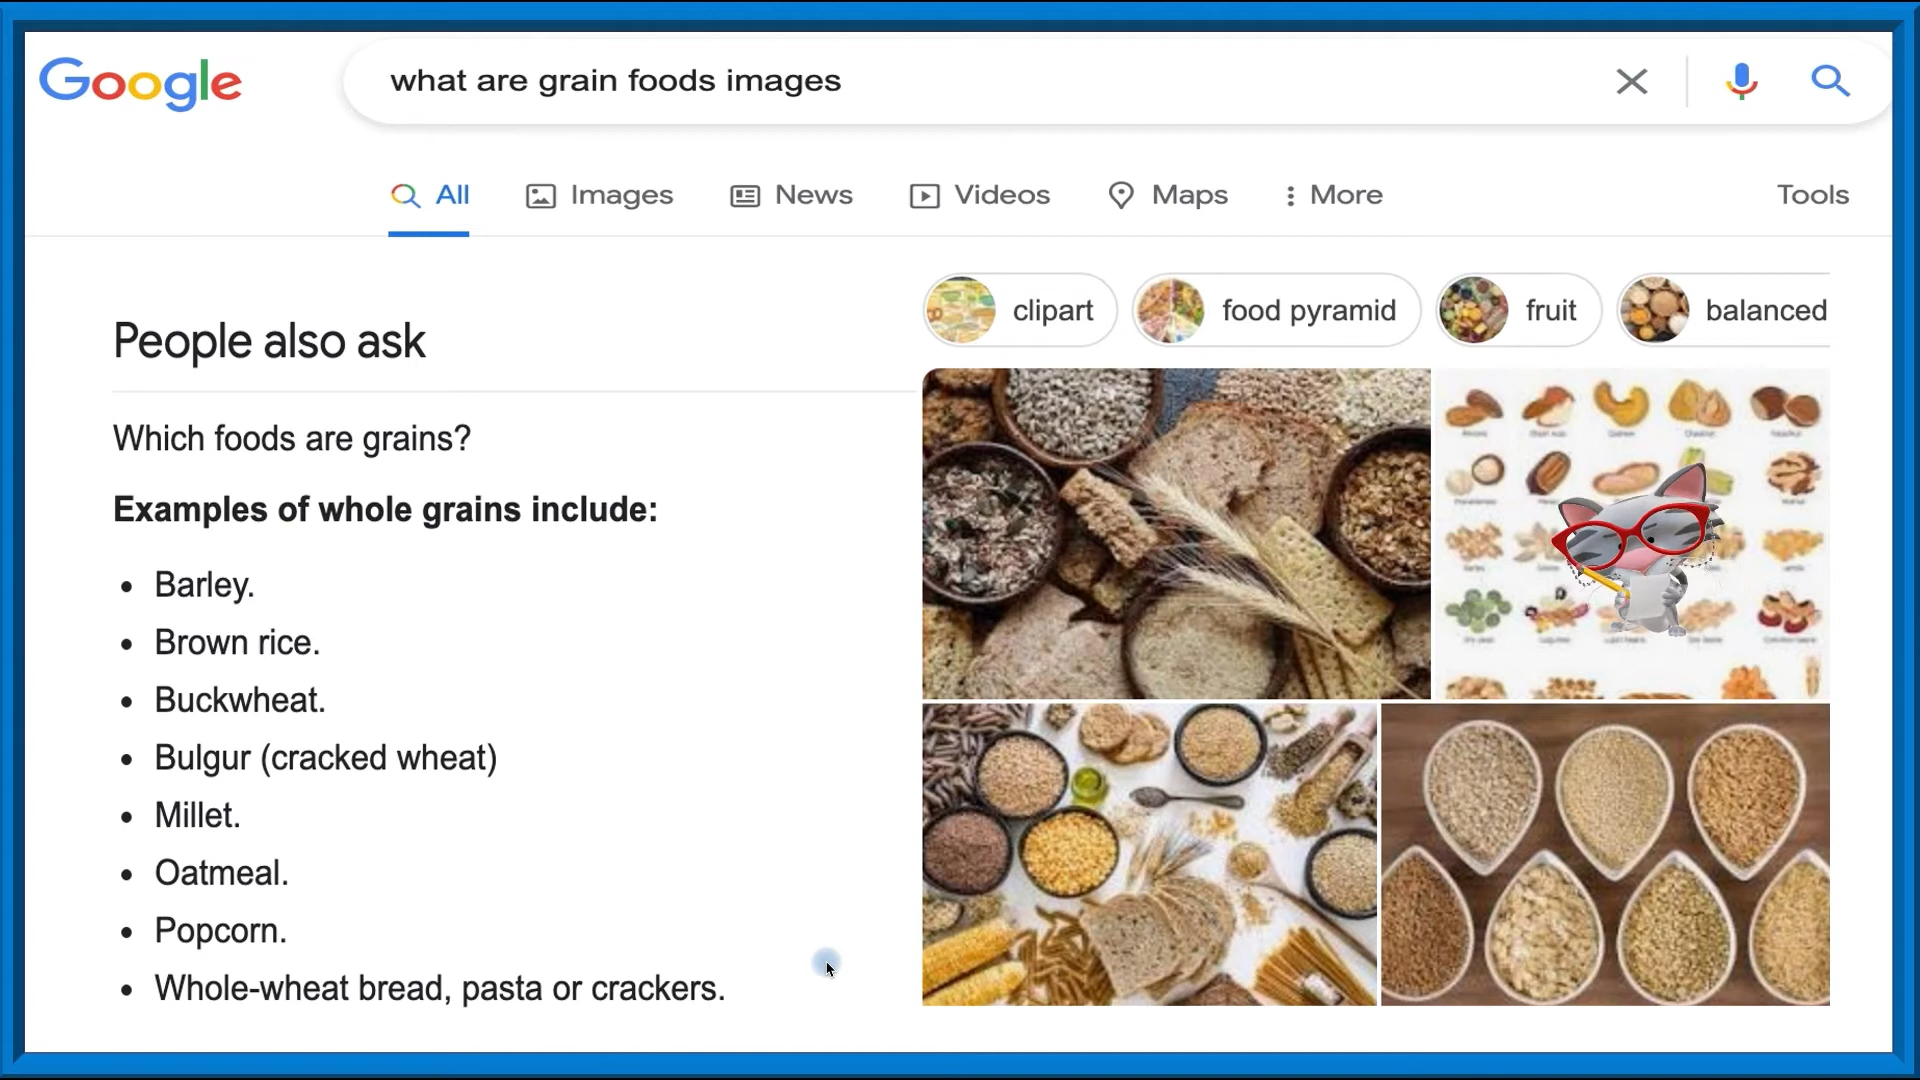 Google
what are grain foods images
All
Images
News
Videos
Maps
More
Tools
clipart
food pyramid
fruit
balanced
People also ask
Which foods are grains?
Examples of whole grains include:
• Barley.
• Brown rice.
• Buckwheat.
• Bulgur (cracked wheat)
• Millet.
• Oatmeal.
• Popcorn.
• Whole-wheat bread, pasta or crackers.